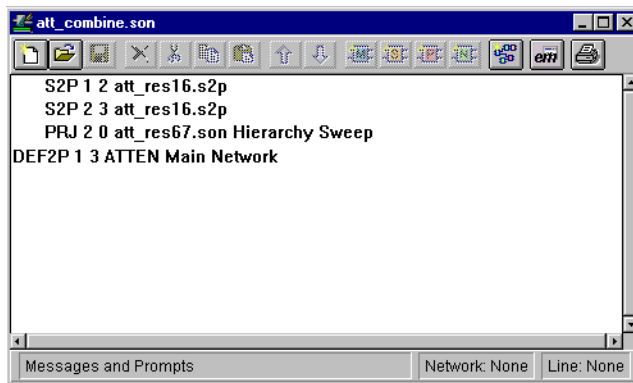 att_combine.son
M S P N em
S2P 1 2 att_res16.s2p
S2P 2 3 att_res16.s2p
PRJ 2 0 att_res67.son Hierarchy Sweep
DEF2P 1 3 ATTEN Main Network
Messages and Prompts Network: None Line: None